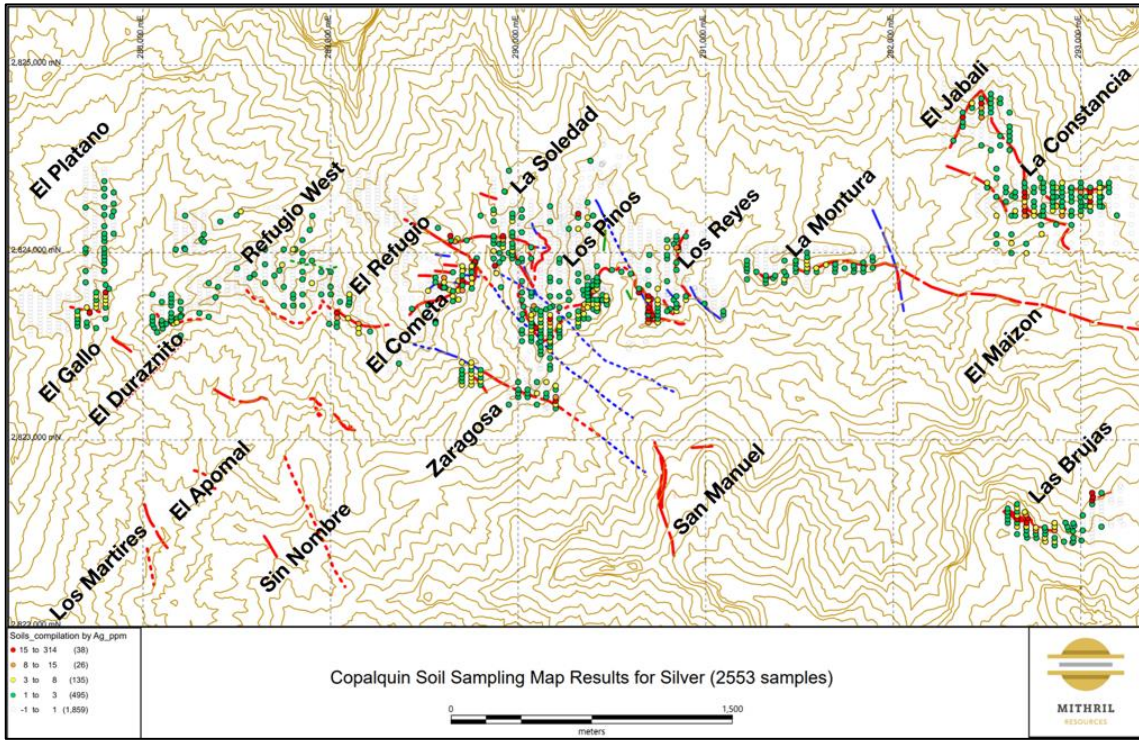 288,000 mE
289,000 mE
290,000 mE
291,000 mE
292,000 mE
293,000 mE
2,825,000 mN
2,824,000 mN
2,823,000 mN
2,822,000 mN
El Platano
Refugio West
El Refugio
La Soledad
Los Pinos
Los Reyes
La Montura
El Jabali
La Constancia
El Gallo
El Duraznito
El Cometa
Zaragosa
El Maizon
Los Martires
El Apomal
Sin Nombre
San Manuel
Las Brujas
Soils_compilation by Ag_ppm
15 to 314 (38)
8 to 15 (26)
3 to 8 (135)
1 to 3 (495)
-1 to 1 (1,859)
Copalquin Soil Sampling Map Results for Silver (2553 samples)
0 1,500
meters
MITHRIL
RESOURCES